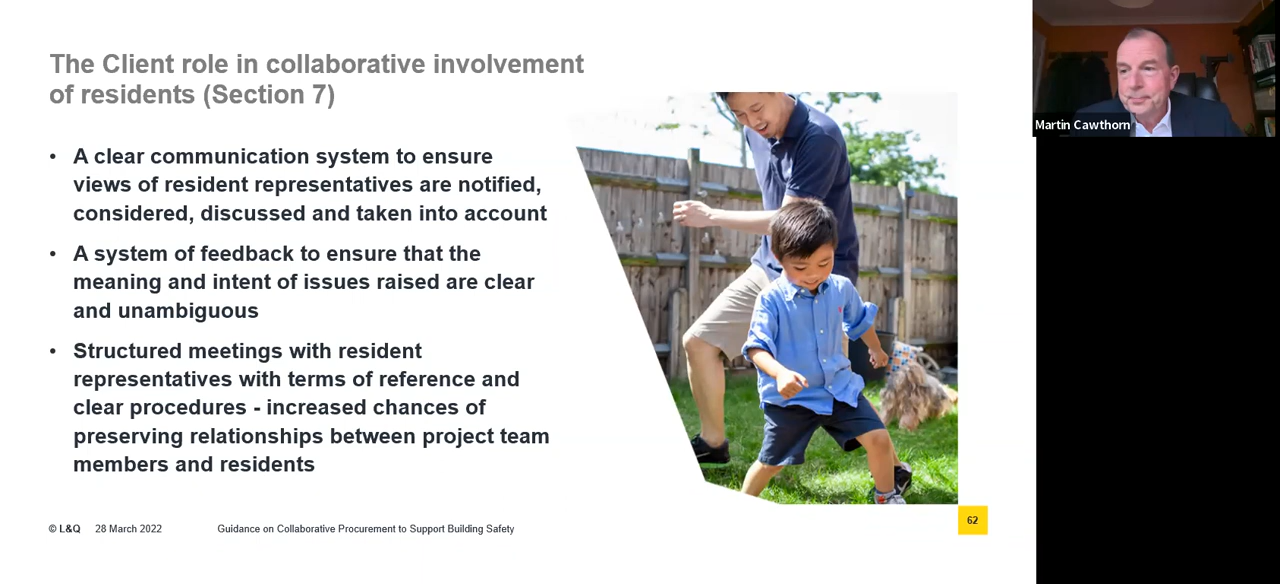 The Client role in collaborative involvement
of residents (Section 7)
• A clear communication system to ensure
views of resident representatives are notified,
considered, discussed and taken into account
• A system of feedback to ensure that the
meaning and intent of issues raised are clear
and unambiguous
• Structured meetings with resident
representatives with terms of reference and
clear procedures - increased chances of
preserving relationships between project team
members and residents
© L&Q 28 March 2022 Guidance on Collaborative Procurement to Support Building Safety
62
Martin Cawthorn